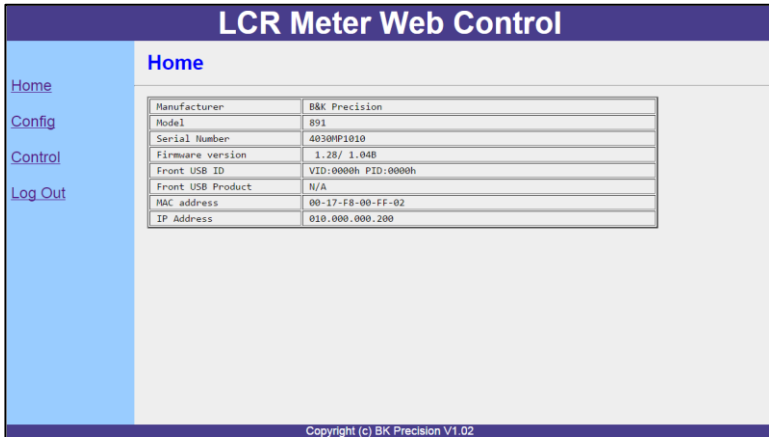 LCR Meter Web Control
Home
Home
Config
Control
Log Out
Manufacturer B&K Precision
Model 891
Serial Number 4030MP1010
Firmware version 1.28/ 1.04B
Front USB ID VID:0000h PID:0000h
Front USB Product N/A
MAC address 00-17-F8-00-FF-02
IP Address 010.000.000.200
Copyright (c) BK Precision V1.02